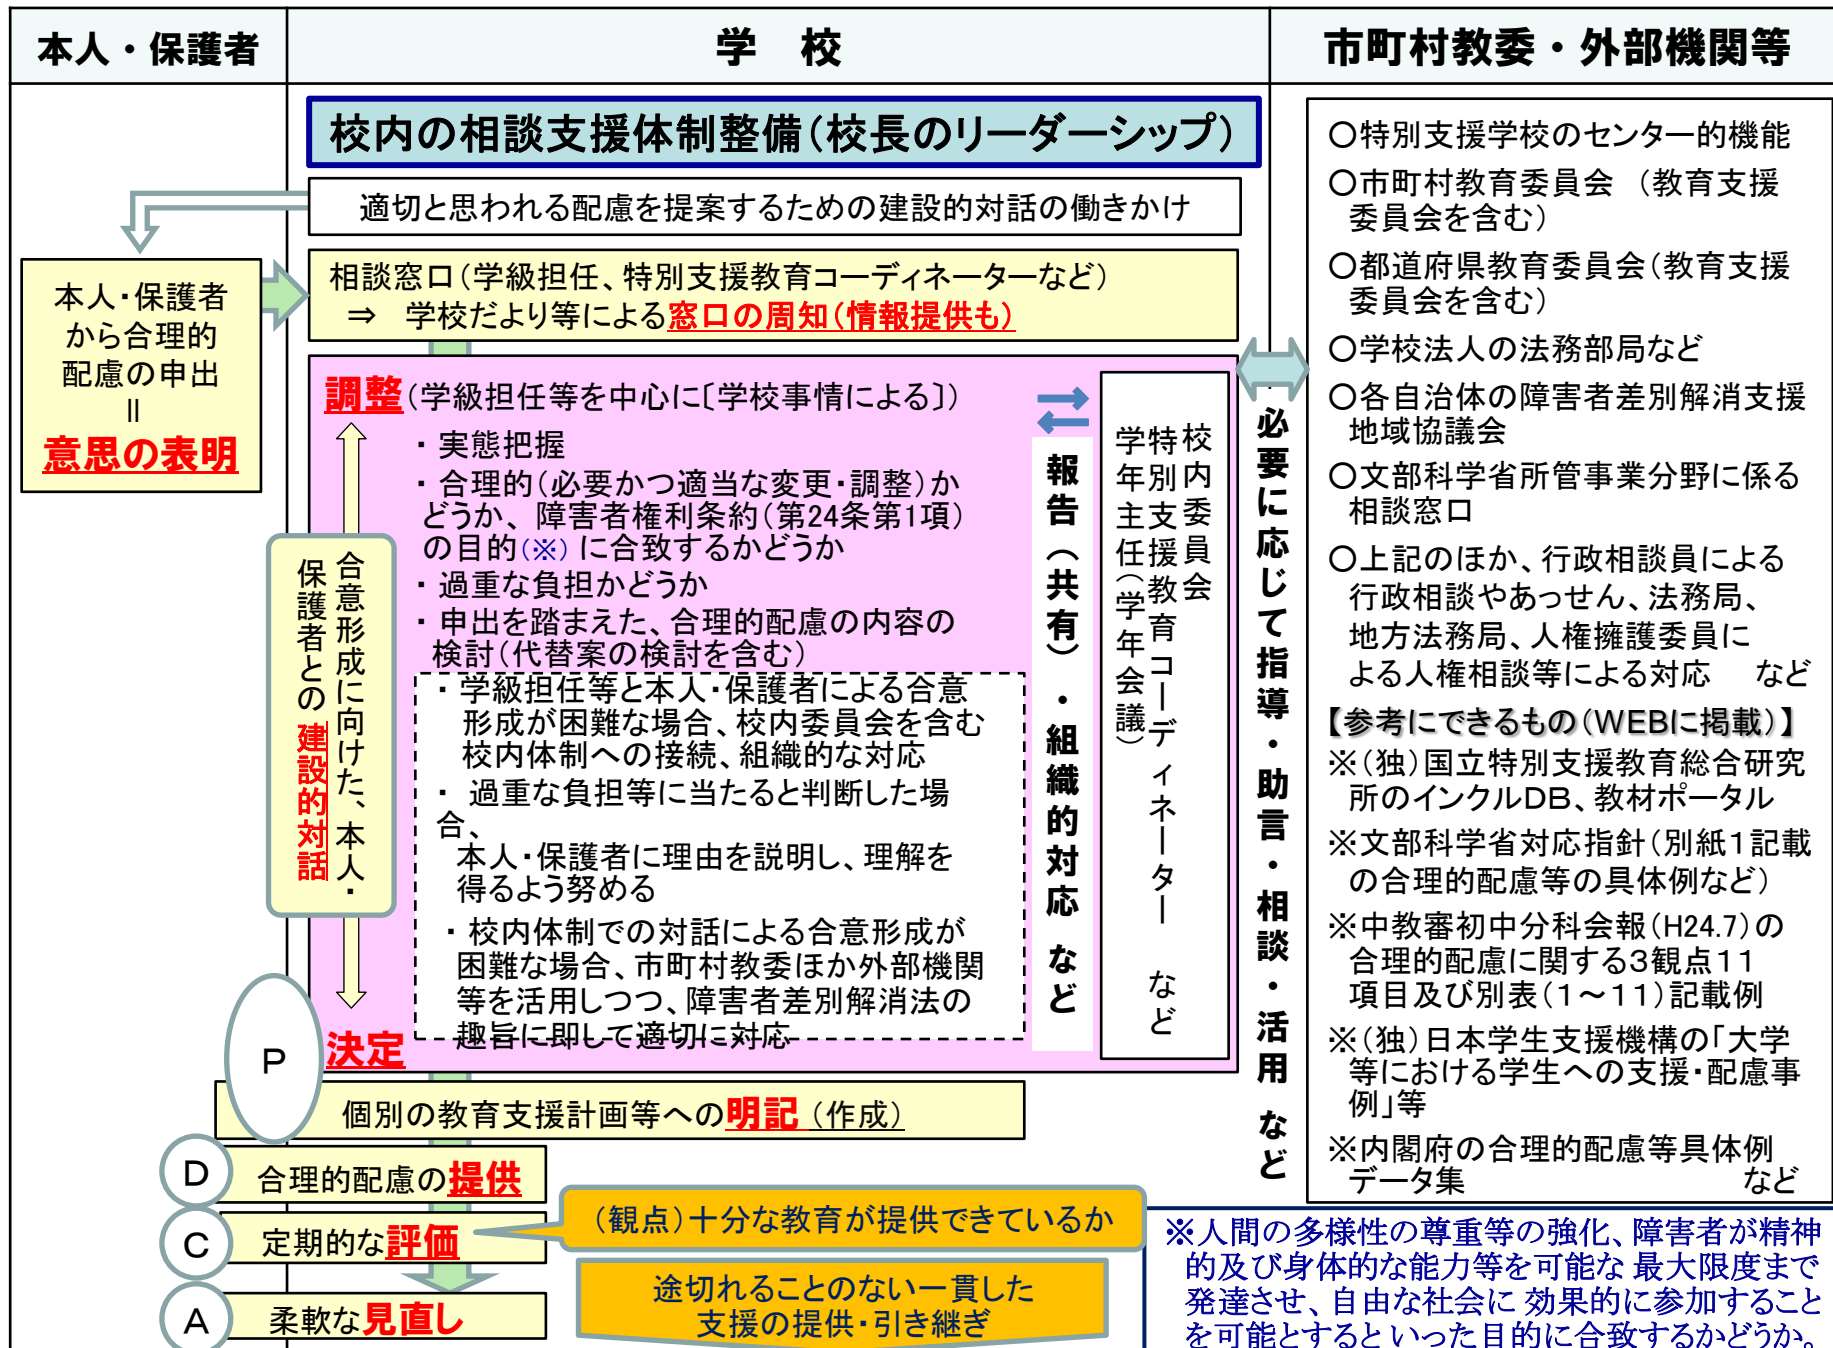 本人・保護者
学　校
市町村教委・外部機関等
校内の相談支援体制整備(校長のリーダーシップ)
適切と思われる配慮を提案するための建設的対話の働きかけ
本人・保護者
から合理的
配慮の申出
＝
意思の表明
相談窓口(学級担任、特別支援教育コーディネーターなど)
⇒　学校だより等による窓口の周知(情報提供も)
調整(学級担任等を中心に〔学校事情による〕)
・実態把握
・合理的(必要かつ適当な変更・調整)か
どうか、障害者権利条約(第24条第1項)
の目的(※)に合致するかどうか
・過重な負担かどうか
・申出を踏まえた、合理的配慮の内容の
検討(代替案の検討を含む)
・学級担任等と本人・保護者による合意
形成が困難な場合、校内委員会を含む
校内体制への接続、組織的な対応
・過重な負担等に当たると判断した場
合、
本人・保護者に理由を説明し、理解を
得るよう努める
・校内体制での対話による合意形成が
困難な場合、市町村教委ほか外部機関
等を活用しつつ、障害者差別解消法の
趣旨に即して適切に対応
決定
合意形成に向けた、本人・
保護者との建設的対話
報告(共有)・組織的対応 など
校内委員会
特別支援教育コーディネーター など
学年主任(学年会議)
必要に応じて指導・助言・相談・活用 など
P
個別の教育支援計画等への明記(作成)
D
合理的配慮の提供
C
定期的な評価
(観点)十分な教育が提供できているか
A
柔軟な見直し
途切れることのない一貫した
支援の提供・引き継ぎ
〇特別支援学校のセンター的機能
〇市町村教育委員会　(教育支援
委員会を含む)
〇都道府県教育委員会(教育支援
委員会を含む)
〇学校法人の法務部局など
〇各自治体の障害者差別解消支援
地域協議会
〇文部科学省所管事業分野に係る
相談窓口
〇上記のほか、行政相談員による
行政相談やあっせん、法務局、
地方法務局、人権擁護委員に
よる人権相談等による対応　など
【参考にできるもの(WEBに掲載)】
※(独)国立特別支援教育総合研究
所のインクルDB、教材ポータル
※文部科学省対応指針(別紙1記載
の合理的配慮等の具体例など)
※中教審初中分科会報(H24.7)の
合理的配慮に関する3観点11
項目及び別表(1～11)記載例
※(独)日本学生支援機構の「大学
等における学生への支援・配慮事
例」等
※内閣府の合理的配慮等具体例
データ集　など
※人間の多様性の尊重等の強化、障害者が精神
的及び身体的な能力等を可能な 最大限度まで
発達させ、自由な社会に 効果的に参加すること
を可能とするといった目的に合致するかどうか。